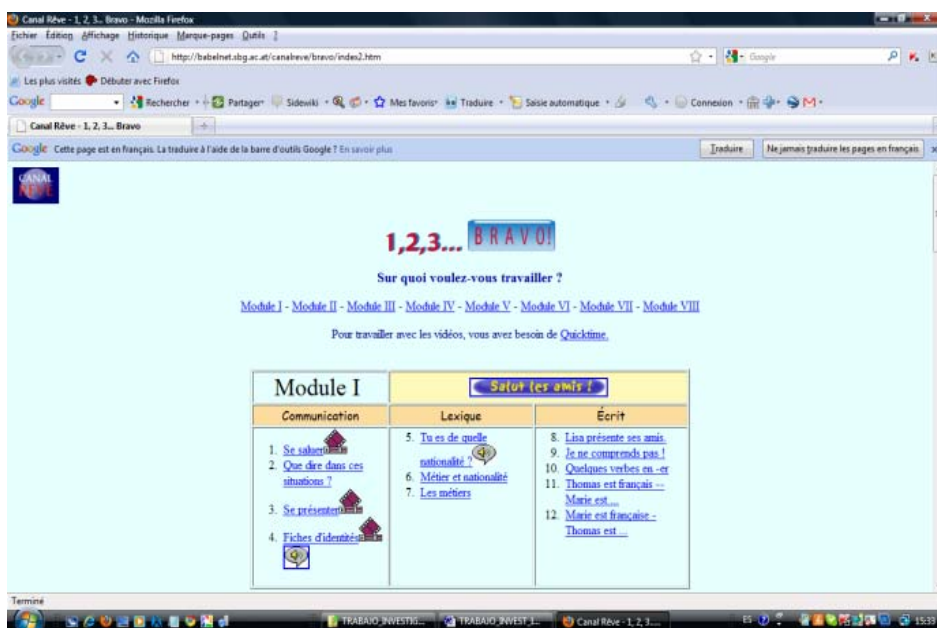 Canal Rêve - 1, 2, 3... Bravo - Mozilla Firefox
Fichier Édition Affichage Historique Marque-pages Outils ?
http://babelnet.sbg.ac.at/canalreve/bravo/index2.htm Google
Les plus visités Débuter avec Firefox
Google Rechercher Partager Sidewiki Mes favoris Traduire Saisie automatique Connexion
Canal Rêve - 1, 2, 3... Bravo
Google Cette page est en français. La traduire à l'aide de la barre d'outils Google ? En savoir plus Traduire Ne jamais traduire les pages en français
CANAL
RÊVE
1,2,3... BRAVO!
Sur quoi voulez-vous travailler ?
Module I - Module II - Module III - Module IV - Module V - Module VI - Module VII - Module VIII
Pour travailler avec les vidéos, vous avez besoin de Quicktime.
Module I Salut les amis !
Communication Lexique Écrit
1. Se saluer
2. Que dire dans ces
situations ?
3. Se présenter
4. Fiches d'identités
5. Tu es de quelle
nationalité ?
6. Métier et nationalité
7. Les métiers
8. Lisa présente ses amis.
9. Je ne comprends pas !
10. Quelques verbes en -er
11. Thomas est français --
Marie est ...
12. Marie est française -
Thomas est ...
Terminé
TRABAJO_INVESTIG... TRABAJO_INVEST_1... Canal Rêve - 1, 2, 3.... ES 15:33